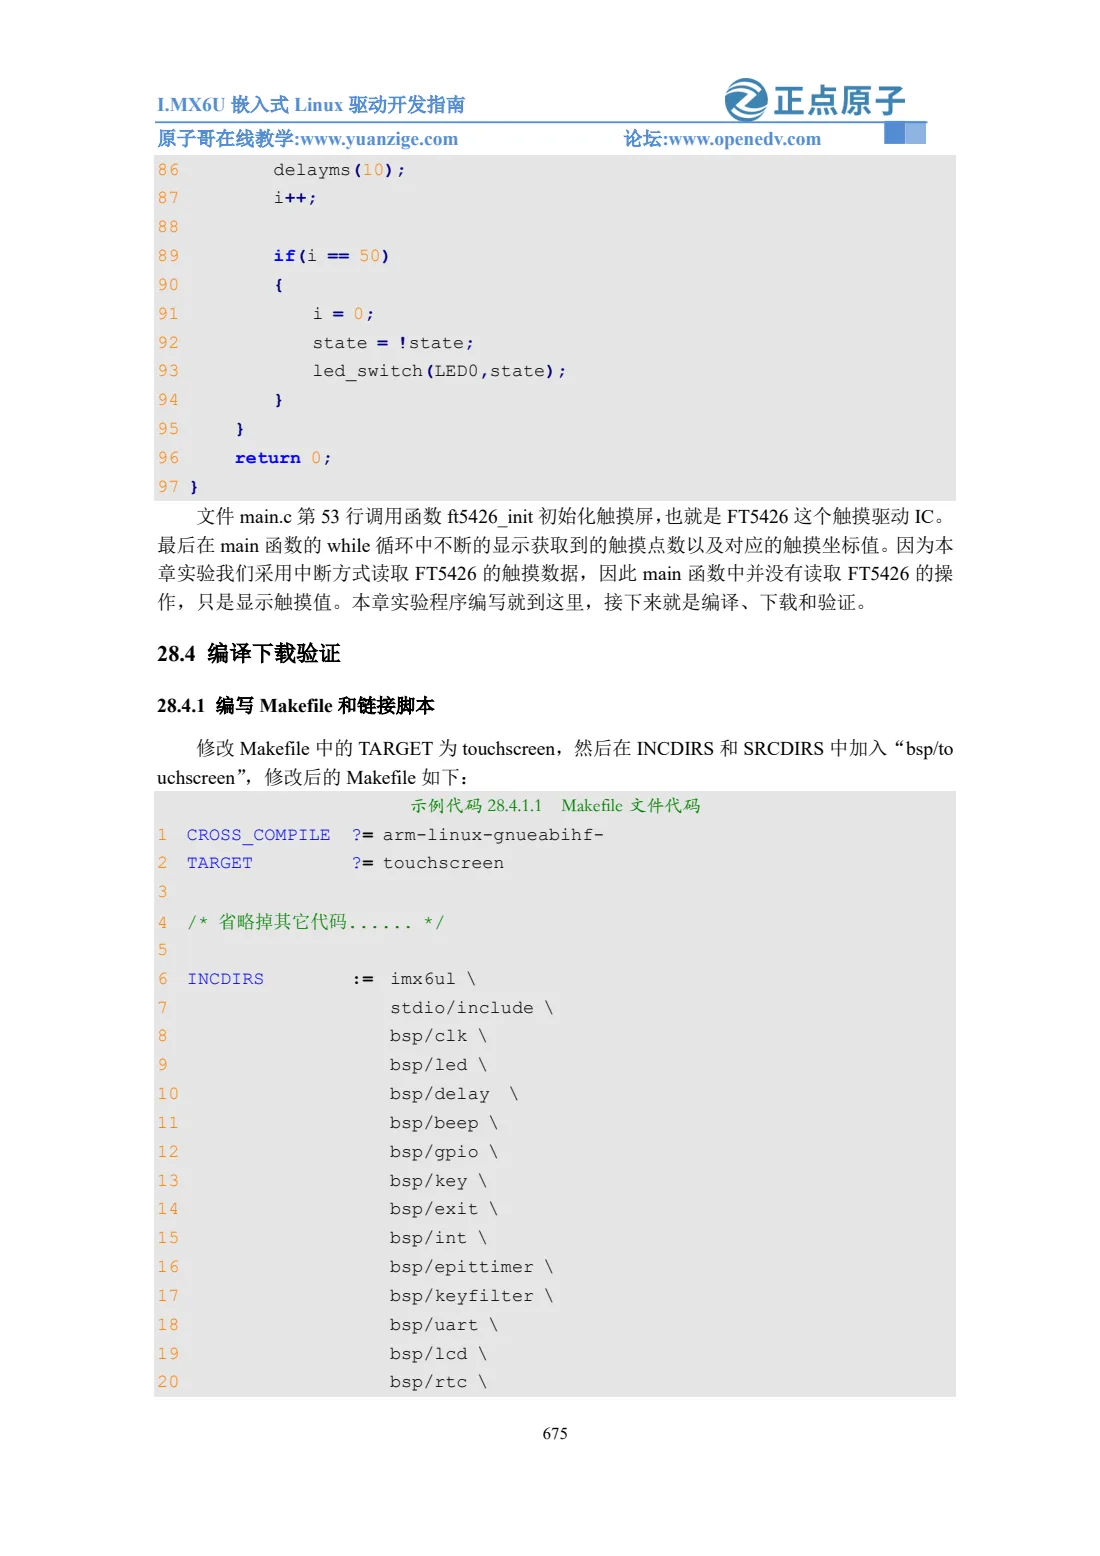 I.MX6U 嵌入式 Linux 驱动开发指南
正点原子
原子哥在线教学:www.yuanzige.com 论坛:www.openedv.com
86 delayms(10);
87 i++;
88
89 if(i == 50)
90 {
91 i = 0;
92 state = !state;
93 led_switch(LED0,state);
94 }
95 }
96 return 0;
97 }
文件 main.c 第 53 行调用函数 ft5426_init 初始化触摸屏，也就是 FT5426 这个触摸驱动 IC。
最后在 main 函数的 while 循环中不断的显示获取到的触摸点数以及对应的触摸坐标值。因为本
章实验我们采用中断方式读取 FT5426 的触摸数据，因此 main 函数中并没有读取 FT5426 的操
作，只是显示触摸值。本章实验程序编写就到这里，接下来就是编译、下载和验证。
28.4 编译下载验证
28.4.1 编写 Makefile 和链接脚本
修改 Makefile 中的 TARGET 为 touchscreen，然后在 INCDIRS 和 SRCDIRS 中加入“bsp/to
uchscreen”，修改后的 Makefile 如下：
示例代码 28.4.1.1 Makefile 文件代码
1 CROSS_COMPILE ?= arm-linux-gnueabihf-
2 TARGET ?= touchscreen
3
4 /* 省略掉其它代码...... */
5
6 INCDIRS := imx6ul \
7 stdio/include \
8 bsp/clk \
9 bsp/led \
10 bsp/delay \
11 bsp/beep \
12 bsp/gpio \
13 bsp/key \
14 bsp/exit \
15 bsp/int \
16 bsp/epittimer \
17 bsp/keyfilter \
18 bsp/uart \
19 bsp/lcd \
20 bsp/rtc \
675